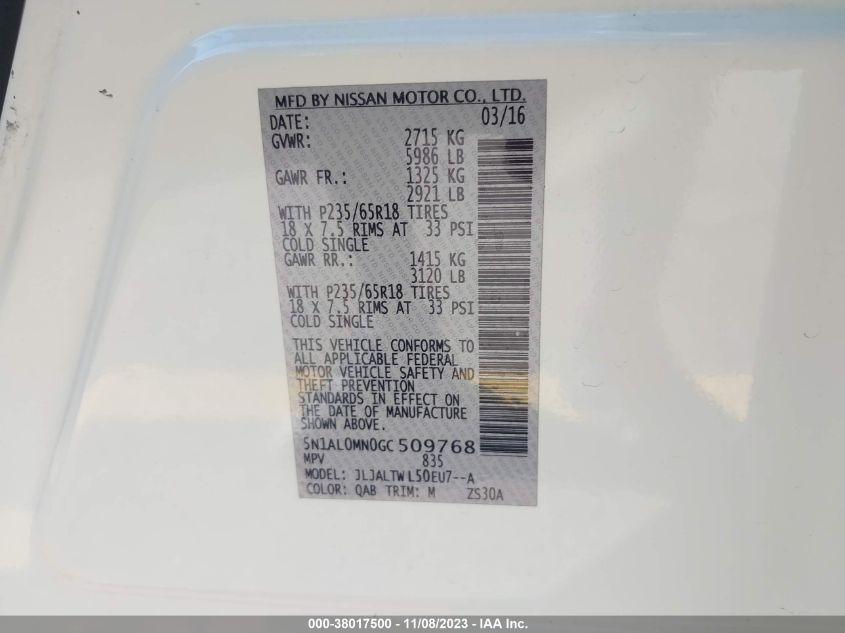 MFD BY NISSAN MOTOR CO., LTD.
DATE: 03/16
GVWR: 2715 KG
5986 LB
GAWR FR.: 1325 KG
2921 LB
WITH P235/65R18 TIRES
18 X 7.5 RIMS AT 33 PSI
COLD SINGLE
GAWR RR.: 1415 KG
3120 LB
WITH P235/65R18 TIRES
18 X 7.5 RIMS AT 33 PSI
COLD SINGLE
THIS VEHICLE CONFORMS TO
ALL APPLICABLE FEDERAL
MOTOR VEHICLE SAFETY AND
THEFT PREVENTION
STANDARDS IN EFFECT ON
THE DATE OF MANUFACTURE
SHOWN ABOVE.
5N1AL0MN0GC509768
MPV 835
MODEL: JLJALTWL50EU7--A
COLOR: QAB TRIM: M ZS30A
000-38017500 - 11/08/2023 - IAA Inc.